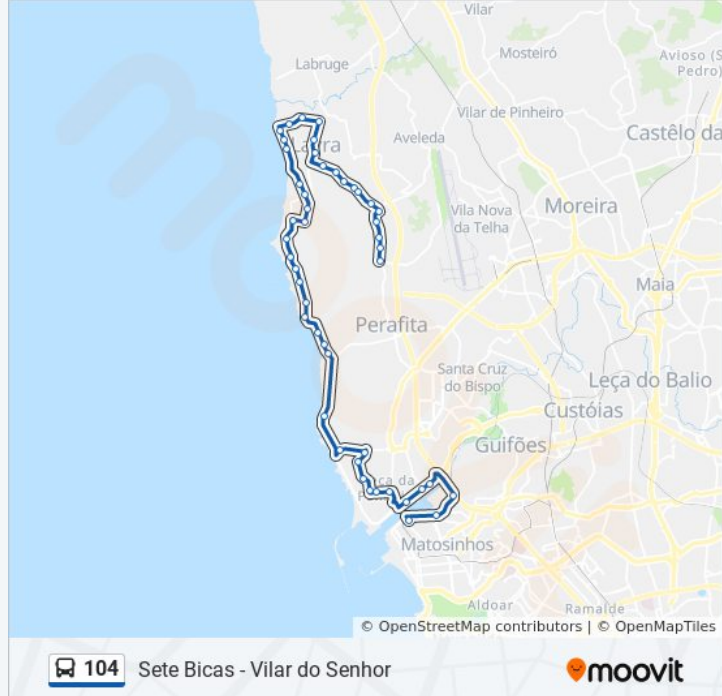 Vilar
Mosteiró
Avioso (S
Pedro)
Labruge
Vilar de Pinheiro
Castêlo da
Aveleda
Lavra
Vila Nova
da Telha
Moreira
Maia
Perafita
Santa Cruz
do Bispo
Leça do Balio
Custóias
Guifões
ça da
Matosinhos
Aldoar
Ramalde
© OpenStreetMap contributors | © OpenMapTiles
104 Sete Bicas - Vilar do Senhor
moovit